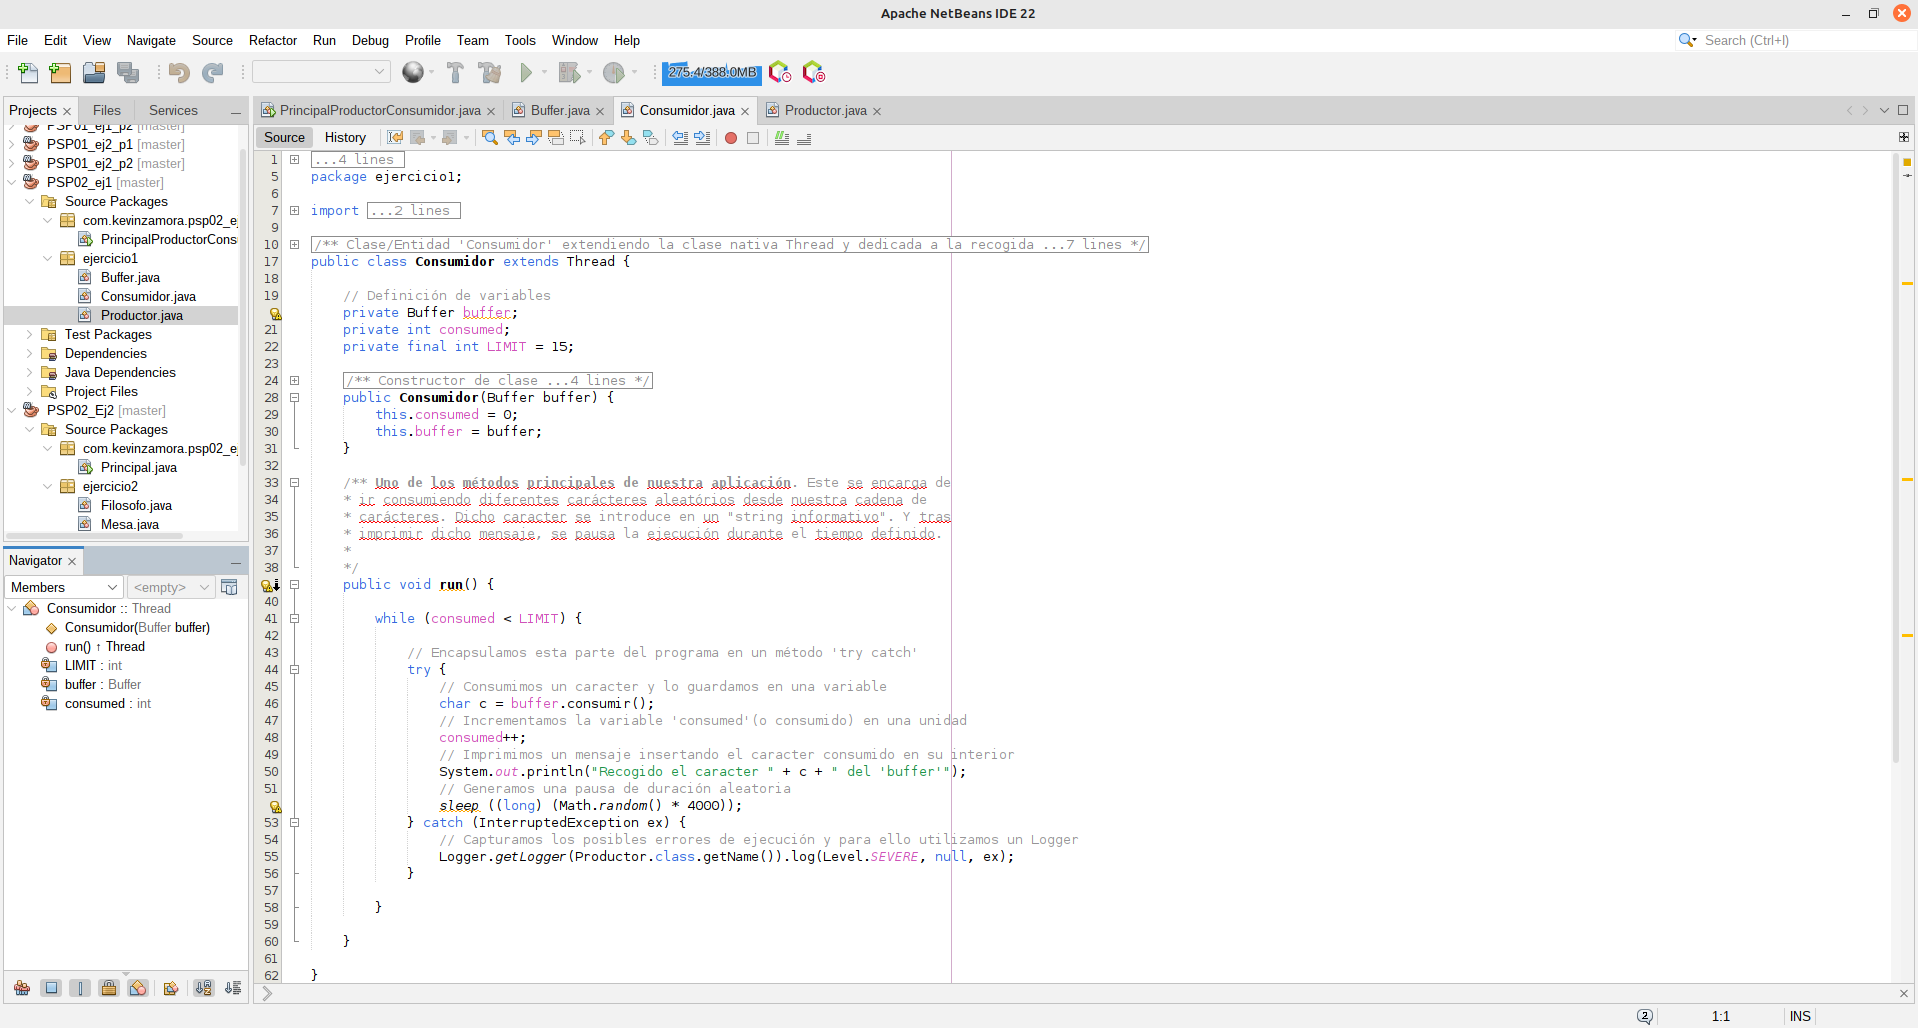 Apache NetBeans IDE 22
File Edit View Navigate Source Refactor Run Debug Profile Team Tools Window Help
Search (Ctrl+I)
275.4/388.0MB
Projects Files Services
PSP01_ej1_p2 [master]
PSP01_ej2_p1 [master]
PSP01_ej2_p2 [master]
PSP02_ej1 [master]
Source Packages
com.kevinzamora.psp02_e
PrincipalProductorCons
ejercicio1
Buffer.java
Consumidor.java
Productor.java
Test Packages
Dependencies
Java Dependencies
Project Files
PSP02_Ej2 [master]
Source Packages
com.kevinzamora.psp02_ej
Principal.java
ejercicio2
Filosofo.java
Mesa.java
Navigator
Members <empty>
Consumidor :: Thread
Consumidor(Buffer buffer)
run() ↑ Thread
LIMIT : int
buffer : Buffer
consumed : int
PrincipalProductorConsumidor.java Buffer.java Consumidor.java Productor.java
Source History
1 ...4 lines
5 package ejercicio1;
6
7 import ...2 lines
9
10 /** Clase/Entidad 'Consumidor' extendiendo la clase nativa Thread y dedicada a la recogida ...7 lines */
17 public class Consumidor extends Thread {
18
19 // Definición de variables
private Buffer buffer;
21 private int consumed;
22 private final int LIMIT = 15;
23
24 /** Constructor de clase ...4 lines */
28 public Consumidor(Buffer buffer) {
29 this.consumed = 0;
30 this.buffer = buffer;
31 }
32
33 /** Uno de los métodos principales de nuestra aplicación. Este se encarga de
34 * ir consumiendo diferentes carácteres aleatórios desde nuestra cadena de
35 * carácteres. Dicho caracter se introduce en un "string informativo". Y tras
36 * imprimir dicho mensaje, se pausa la ejecución durante el tiempo definido.
37 *
38 */
public void run() {
40
41 while (consumed < LIMIT) {
42
43 // Encapsulamos esta parte del programa en un método 'try catch'
44 try {
45 // Consumimos un caracter y lo guardamos en una variable
46 char c = buffer.consumir();
47 // Incrementamos la variable 'consumed'(o consumido) en una unidad
48 consumed++;
49 // Imprimimos un mensaje insertando el caracter consumido en su interior
50 System.out.println("Recogido el caracter " + c + " del 'buffer'");
51 // Generamos una pausa de duración aleatoria
sleep ((long) (Math.random() * 4000));
53 } catch (InterruptedException ex) {
54 // Capturamos los posibles errores de ejecución y para ello utilizamos un Logger
55 Logger.getLogger(Productor.class.getName()).log(Level.SEVERE, null, ex);
56 }
57
58 }
59
60 }
61
62 }
2 1:1 INS